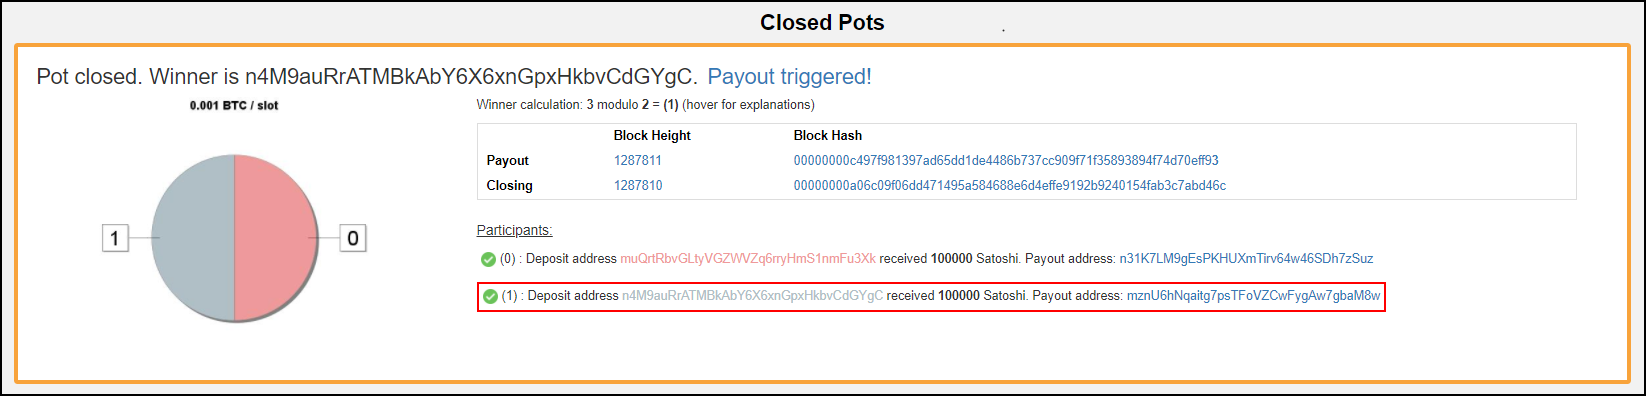 Closed Pots
Pot closed. Winner is n4M9auRrATMBkAbY6X6xnGpxHkbvCdGYgC. Payout triggered!
0.001 BTC / slot
1
0
Winner calculation: 3 modulo 2 = (1) (hover for explanations)
Block Height Block Hash
Payout 1287811 00000000c497f981397ad65dd1de4486b737cc909f71f35893894f74d70eff93
Closing 1287810 00000000a06c09f06dd471495a584688e6d4effe9192b9240154fab3c7abd46c
Participants:
(0) : Deposit address muQrtRbvGLtyVGZWVZq6rryHmS1nmFu3Xk received 100000 Satoshi. Payout address: n31K7LM9gEsPKHUXmTirv64w46SDh7zSuz
(1) : Deposit address n4M9auRrATMBkAbY6X6xnGpxHkbvCdGYgC received 100000 Satoshi. Payout address: mznU6hNqaitg7psTFoVZCwFygAw7gbaM8w